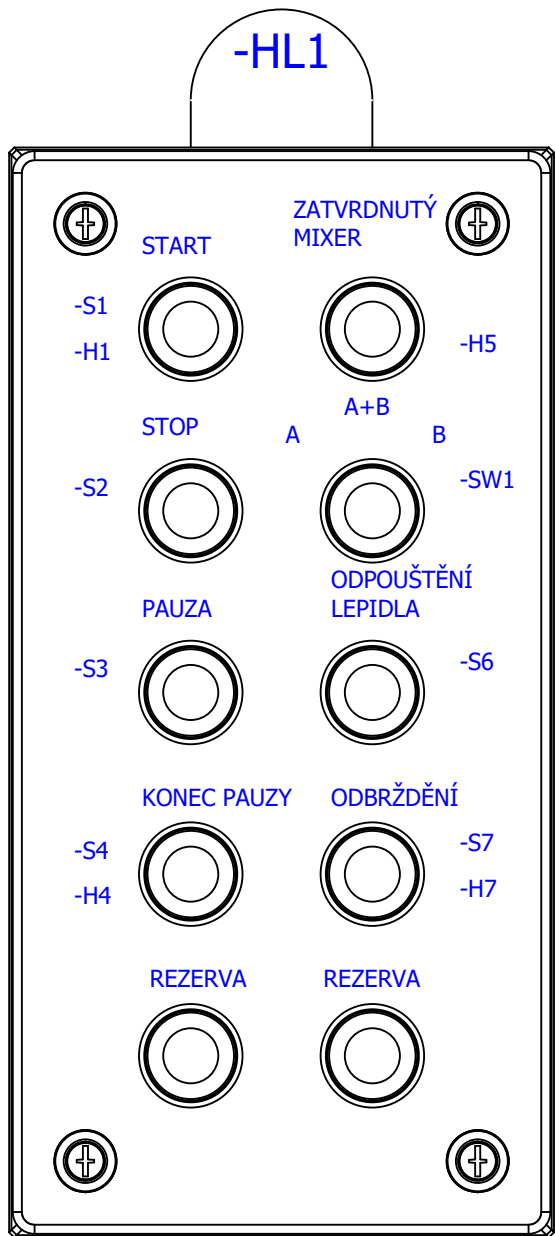 -HL1
START
ZATVRDNUTÝ
MIXER
-S1
-H1
-H5
STOP
A
A+B
B
-S2
-SW1
PAUZA
ODPOUŠTĚNÍ
LEPIDLA
-S3
-S6
KONEC PAUZY
ODBRŽDĚNÍ
-S4
-H4
-S7
-H7
REZERVA
REZERVA